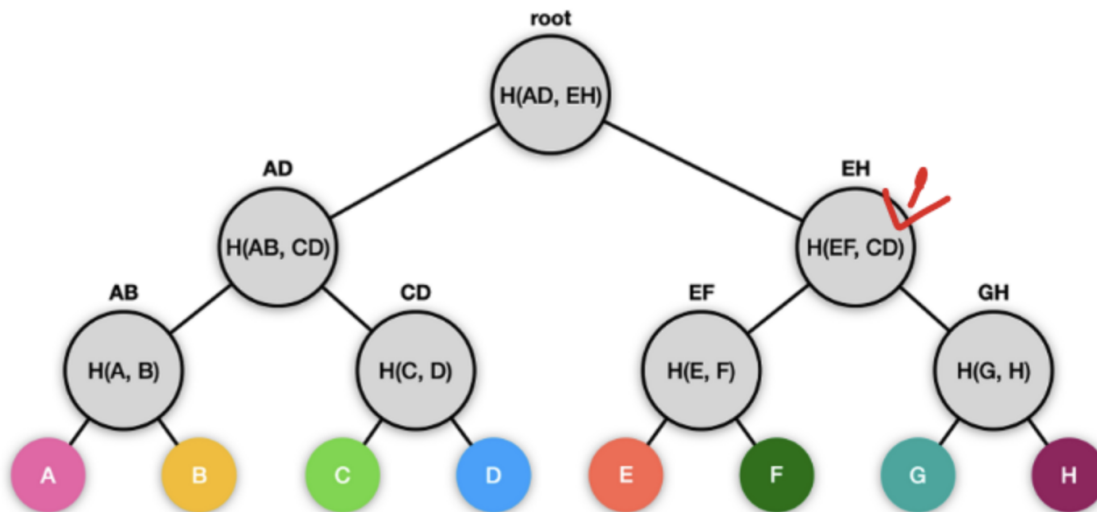 root
H(AD, EH)
AD
EH
H(AB, CD)
H(EF, CD)
AB
CD
EF
GH
H(A, B)
H(C, D)
H(E, F)
H(G, H)
A
B
C
D
E
F
G
H